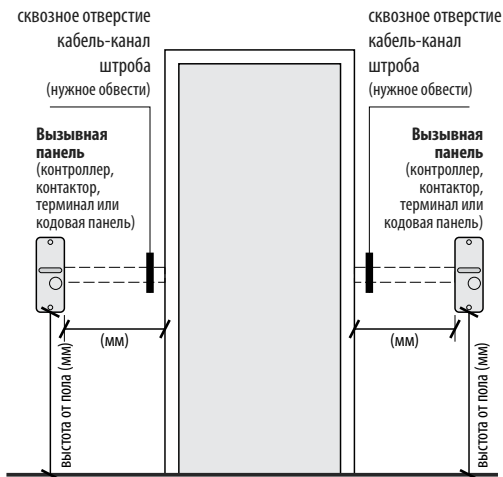 сквозное отверстие
кабель-канал
штроба
(нужное обвести)
Вызывная
панель
(контроллер,
контактор,
терминал или
кодовая панель)
(мм)
выстота от пола (мм)
сквозное отверстие
кабель-канал
штроба
(нужное обвести)
Вызывная
панель
(контроллер,
контактор,
терминал или
кодовая панель)
(мм)
выстота от пола (мм)